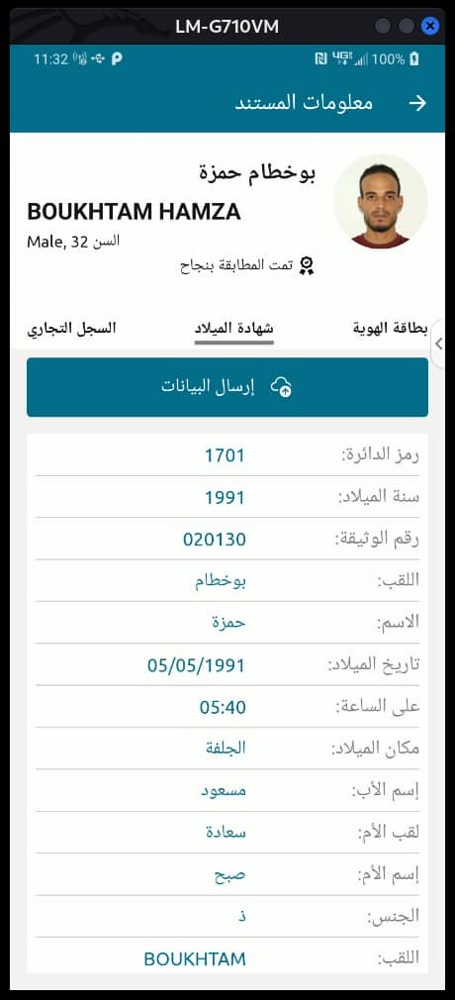 LM-G710VM
11:32
4G 100%
معلومات المستند
بوخطام حمزة
BOUKHTAM HAMZA
Male, 32 السن
تمت المطابقة بنجاح
بطاقة الهوية شهادة الميلاد السجل التجاري
إرسال البيانات
رمز الدائرة: 1701
سنة الميلاد: 1991
رقم الوثيقة: 020130
اللقب: بوخطام
الاسم: حمزة
تاريخ الميلاد: 05/05/1991
على الساعة: 05:40
مكان الميلاد: الجلفة
إسم الأب: مسعود
لقب الأم: سعادة
إسم الأم: صبح
الجنس: ذ
اللقب: BOUKHTAM